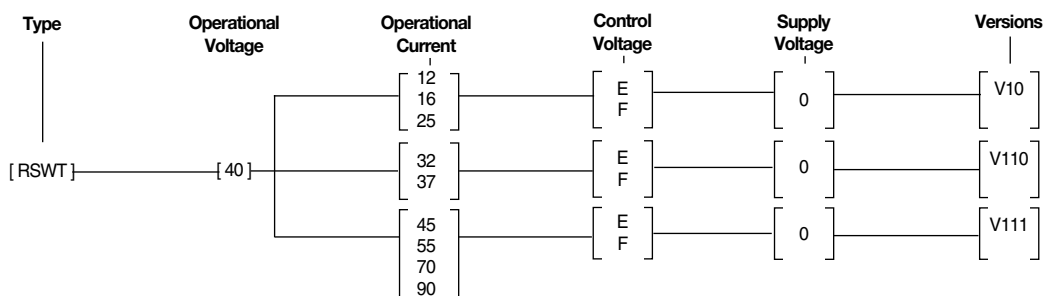 Type
Operational
Voltage
Operational
Current
Control
Voltage
Supply
Voltage
Versions
12
16
25
E
F
0
V10
[ RSWT ]
[ 40 ]
32
37
E
F
0
V110
45
55
70
90
E
F
0
V111